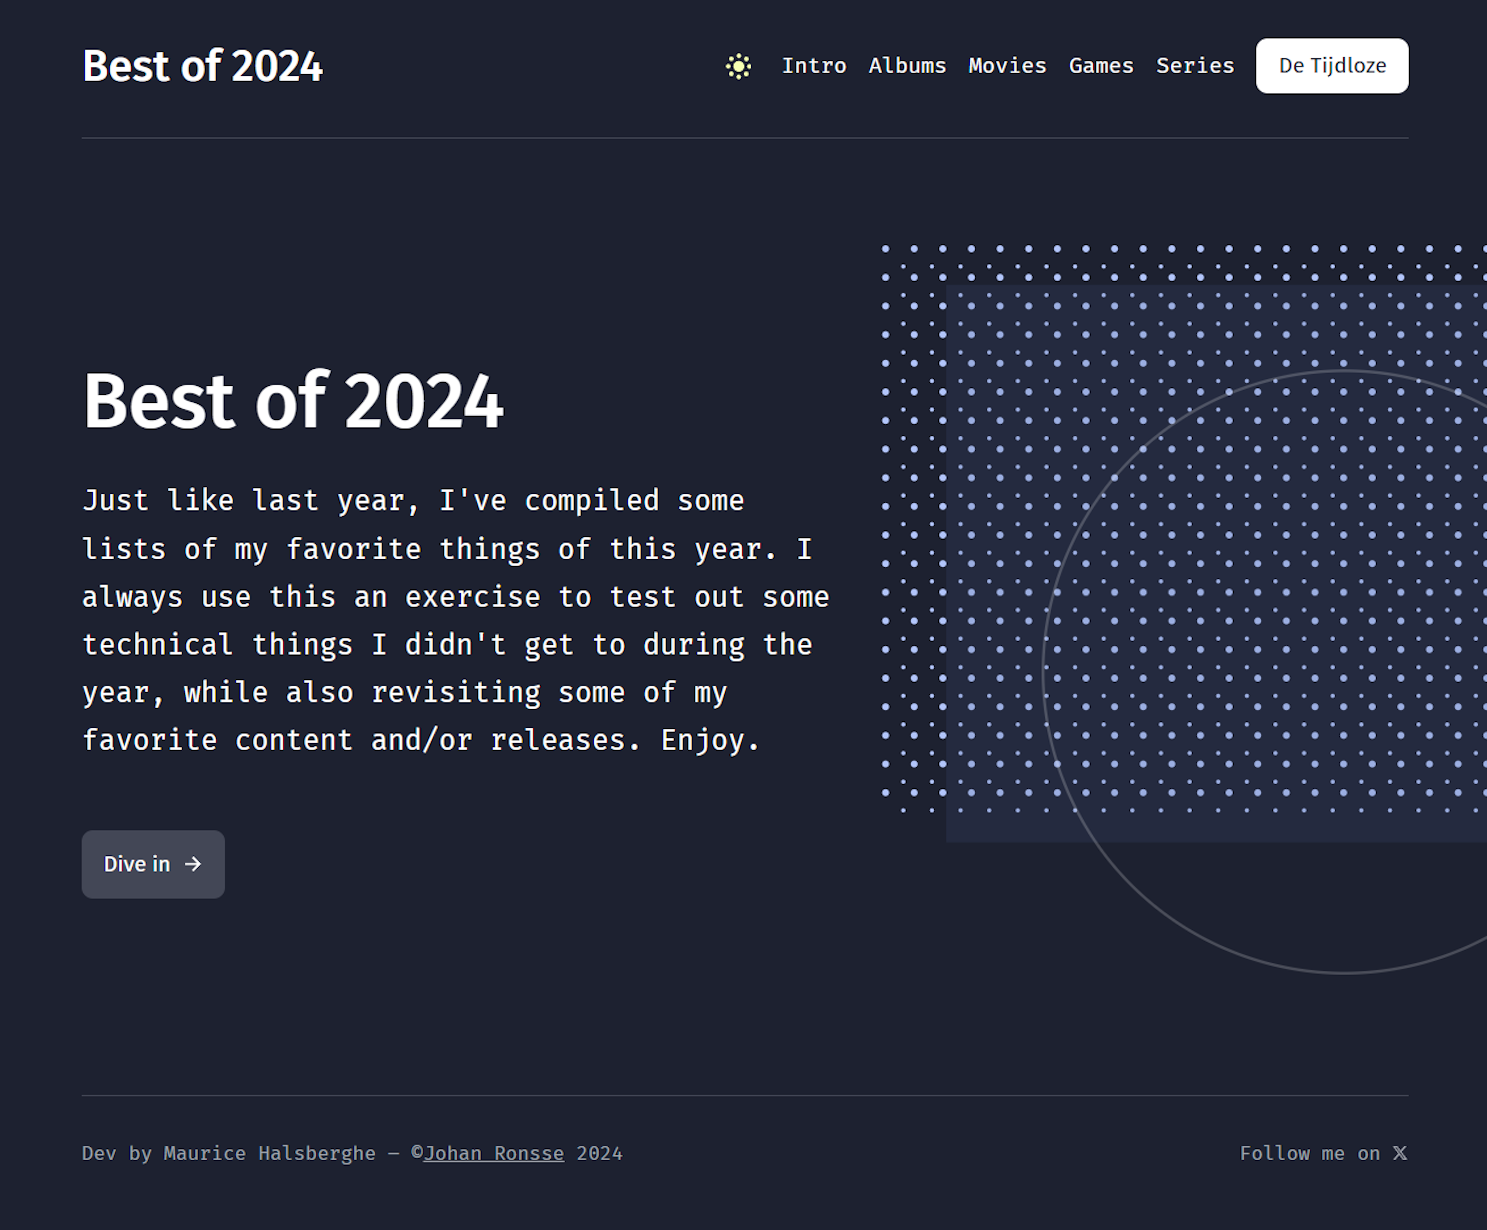 Best of 2024
Intro Albums Movies Games Series De Tijdloze
Best of 2024
Just like last year, I've compiled some
lists of my favorite things of this year. I
always use this an exercise to test out some
technical things I didn't get to during the
year, while also revisiting some of my
favorite content and/or releases. Enjoy.
Dive in →
Dev by Maurice Halsberghe — ©Johan Ronsse 2024
Follow me on 𝕏